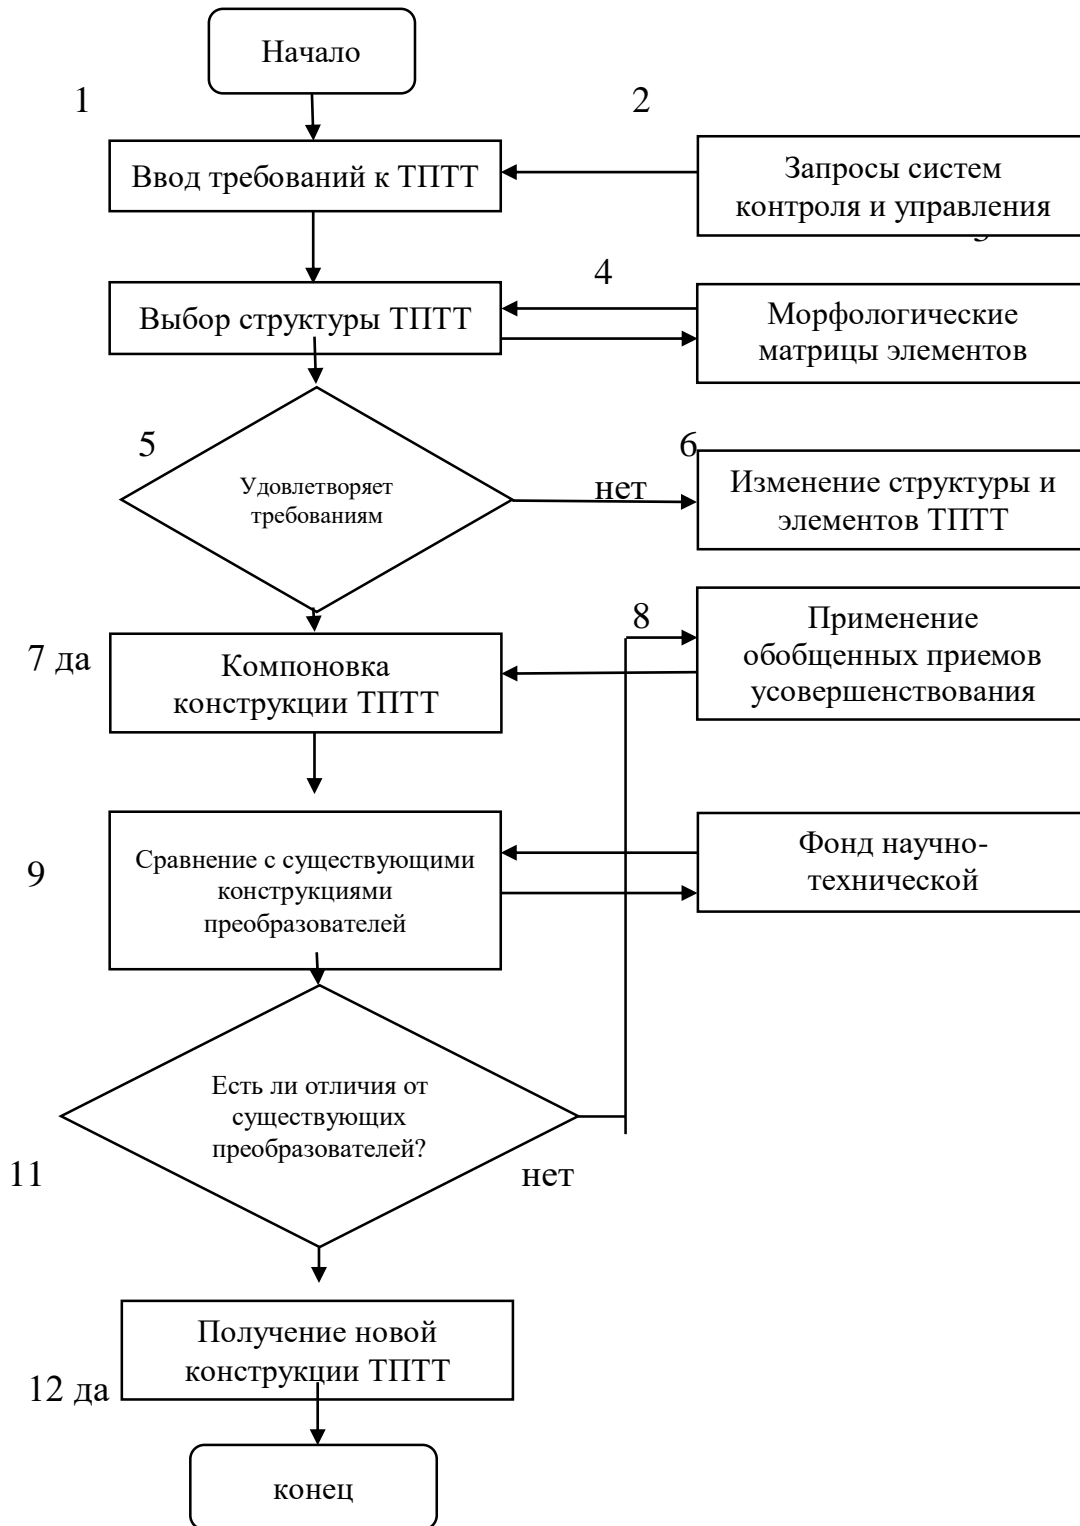 Начало
1
2
Ввод требований к ТПТТ
Запросы систем
контроля и управления
4
Выбор структуры ТПТТ
Морфологические
матрицы элементов
5
6
Удовлетворяет
требованиям
нет
Изменение структуры и
элементов ТПТТ
8
Применение
обобщенных приемов
усовершенствования
7 да
Компоновка
конструкции ТПТТ
9
Сравнение с существующими
конструкциями
преобразователей
Фонд научно-
технической
Есть ли отличия от
существующих
преобразователей?
11
нет
Получение новой
конструкции ТПТТ
12 да
конец